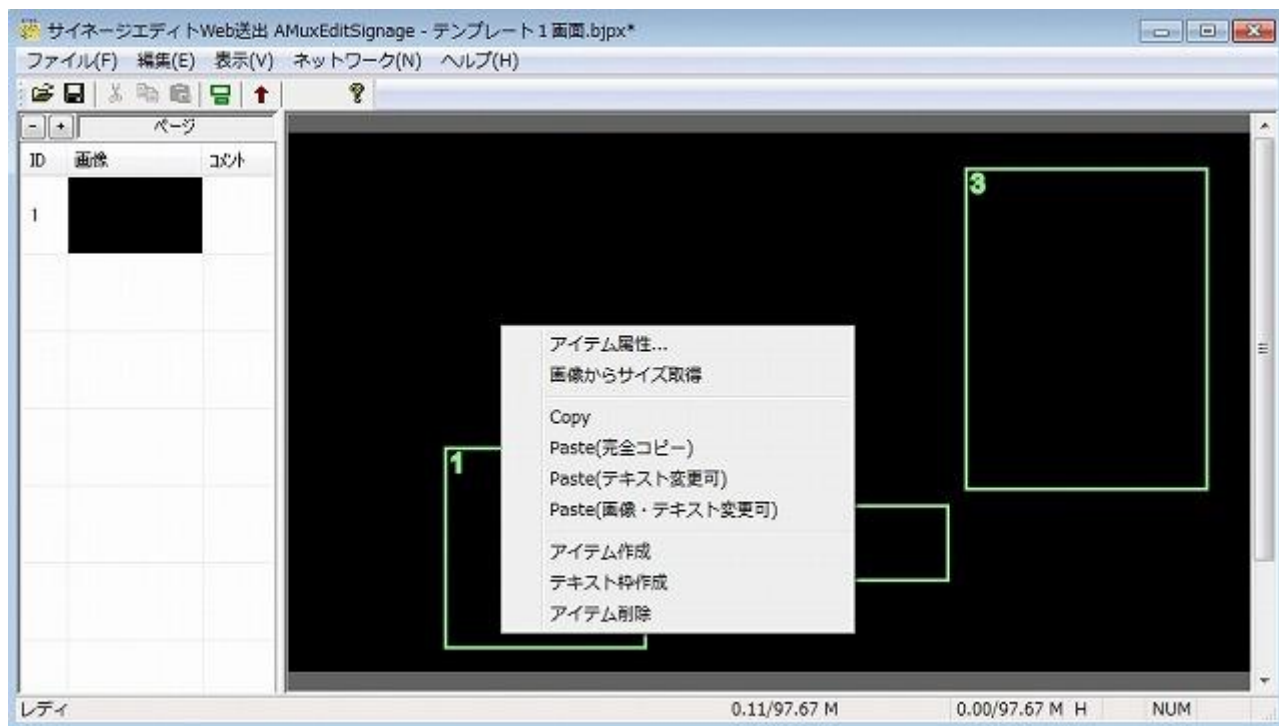 サイネージエディトWeb送出 AMuxEditSignage - テンプレート１画面.bjpx*
ファイル(F) 編集(E) 表示(V) ネットワーク(N) ヘルプ(H)
- + ページ
ID 画像 コメント
1
3
アイテム属性...
画像からサイズ取得
Copy
Paste(完全コピー)
1
Paste(テキスト変更可)
Paste(画像・テキスト変更可)
アイテム作成
テキスト枠作成
アイテム削除
レディ 0.11/97.67 M 0.00/97.67 M H NUM